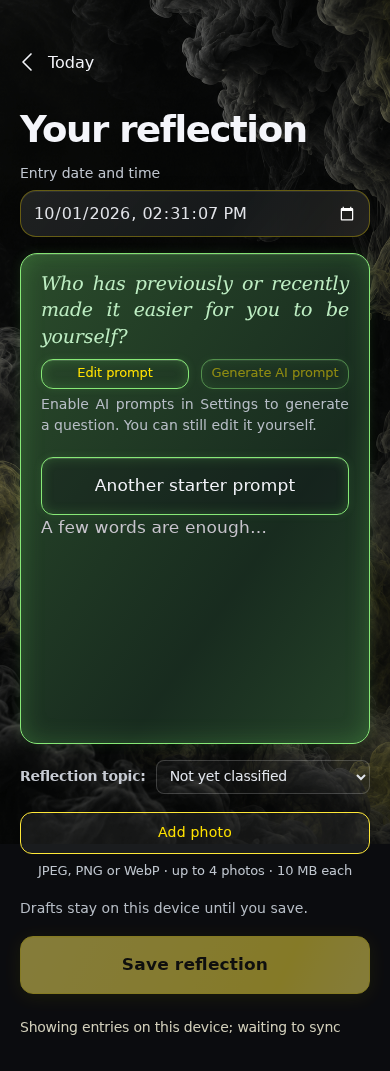 Today
Your reflection
Entry date and time
10/01/2026, 02:31:07 PM
Who has previously or recently
made it easier for you to be
yourself?
Edit prompt
Generate AI prompt
Enable AI prompts in Settings to generate
a question. You can still edit it yourself.
Another starter prompt
A few words are enough...
Reflection topic:
Not yet classified
Add photo
JPEG, PNG or WebP · up to 4 photos · 10 MB each
Drafts stay on this device until you save.
Save reflection
Showing entries on this device; waiting to sync